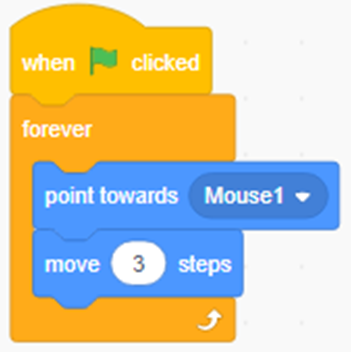 when clicked
forever
point towards Mouse1
move 3 steps